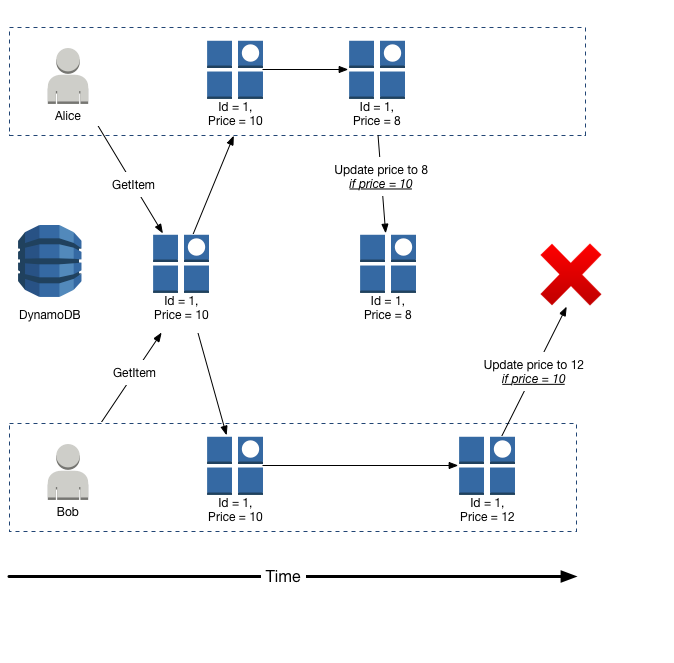 Alice
Id = 1,
Price = 10
Id = 1,
Price = 8
GetItem
Update price to 8
if price = 10
DynamoDB
Id = 1,
Price = 10
Id = 1,
Price = 8
GetItem
Update price to 12
if price = 10
Bob
Id = 1,
Price = 10
Id = 1,
Price = 12
Time